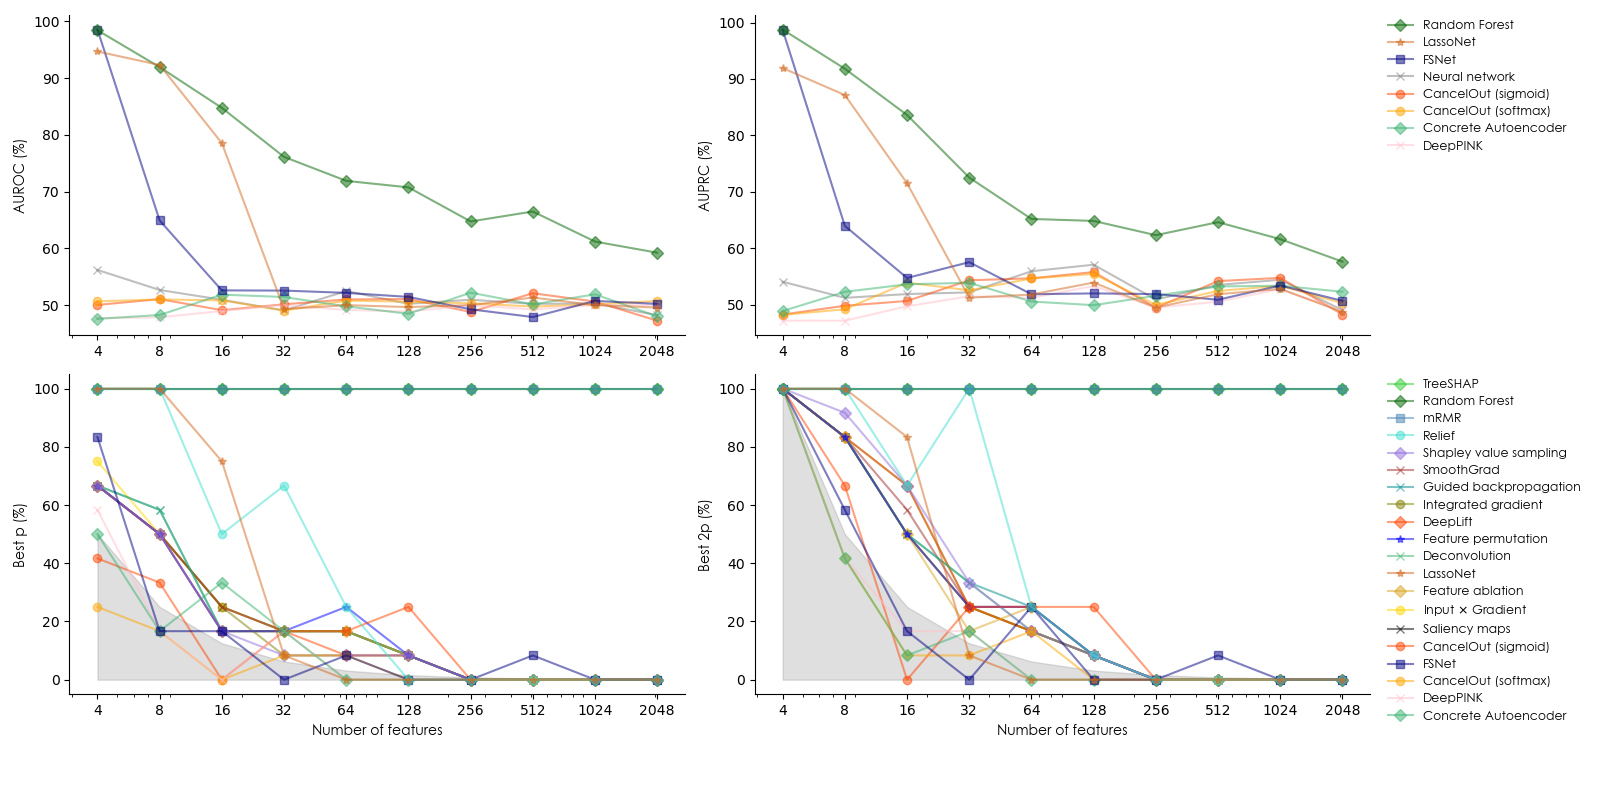 AUROC (%)
100
90
80
70
60
50
4 8 16 32 64 128 256 512 1024 2048
AUPRC (%)
100
90
80
70
60
50
4 8 16 32 64 128 256 512 1024 2048
Random Forest
LassoNet
FSNet
Neural network
CancelOut (sigmoid)
CancelOut (softmax)
Concrete Autoencoder
DeepPINK
Best p (%)
100
80
60
40
20
0
4 8 16 32 64 128 256 512 1024 2048
Number of features
Best 2p (%)
100
80
60
40
20
0
4 8 16 32 64 128 256 512 1024 2048
Number of features
TreeSHAP
Random Forest
mRMR
Relief
Shapley value sampling
SmoothGrad
Guided backpropagation
Integrated gradient
DeepLift
Feature permutation
Deconvolution
LassoNet
Feature ablation
Input × Gradient
Saliency maps
CancelOut (sigmoid)
FSNet
CancelOut (softmax)
DeepPINK
Concrete Autoencoder